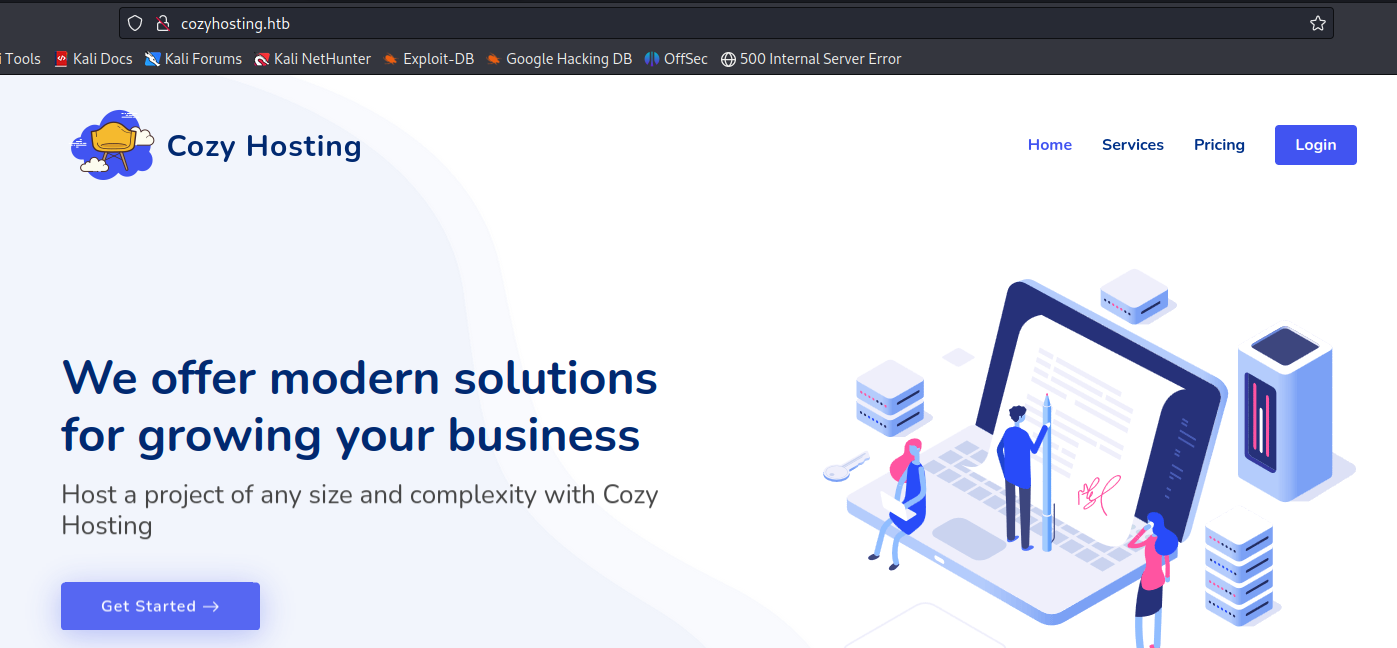 cozyhosting.htb
i Tools Kali Docs Kali Forums Kali NetHunter Exploit-DB Google Hacking DB OffSec 500 Internal Server Error
Cozy Hosting
Home Services Pricing Login
We offer modern solutions
for growing your business
Host a project of any size and complexity with Cozy
Hosting
Get Started →